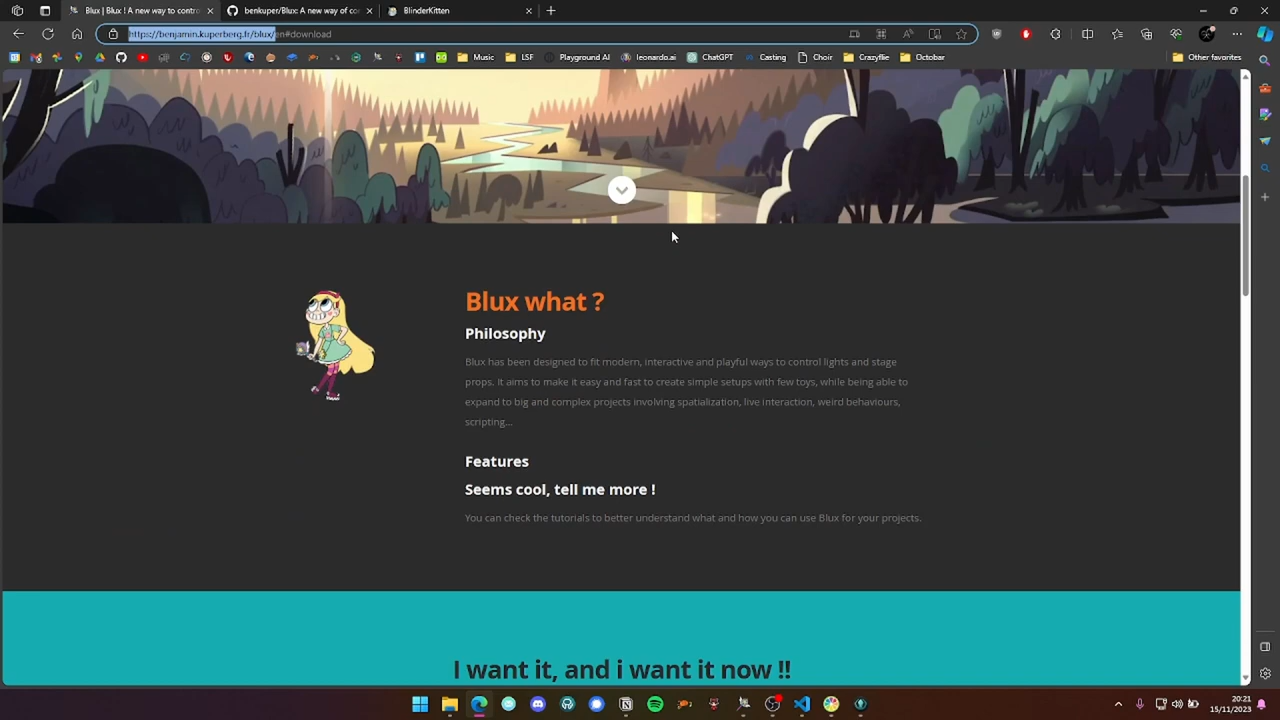 Blux | Blux ! A new way to contro
benkuper/Blux: A new way of co
BlinderKitten
https://benjamin.kuperberg.fr/blux/en#download
Music
LSF
Playground AI
leonardo.ai
ChatGPT
Casting
Choir
Crazyflie
Octobar
Other favorites
Blux what ?
Philosophy
Blux has been designed to fit modern, interactive and playful ways to control lights and stage
props. It aims to make it easy and fast to create simple setups with few toys, while being able to
expand to big and complex projects involving spatialization, live interaction, weird behaviours,
scripting...
Features
Seems cool, tell me more !
You can check the tutorials to better understand what and how you can use Blux for your projects.
I want it, and i want it now !!
20:21
15/11/2023